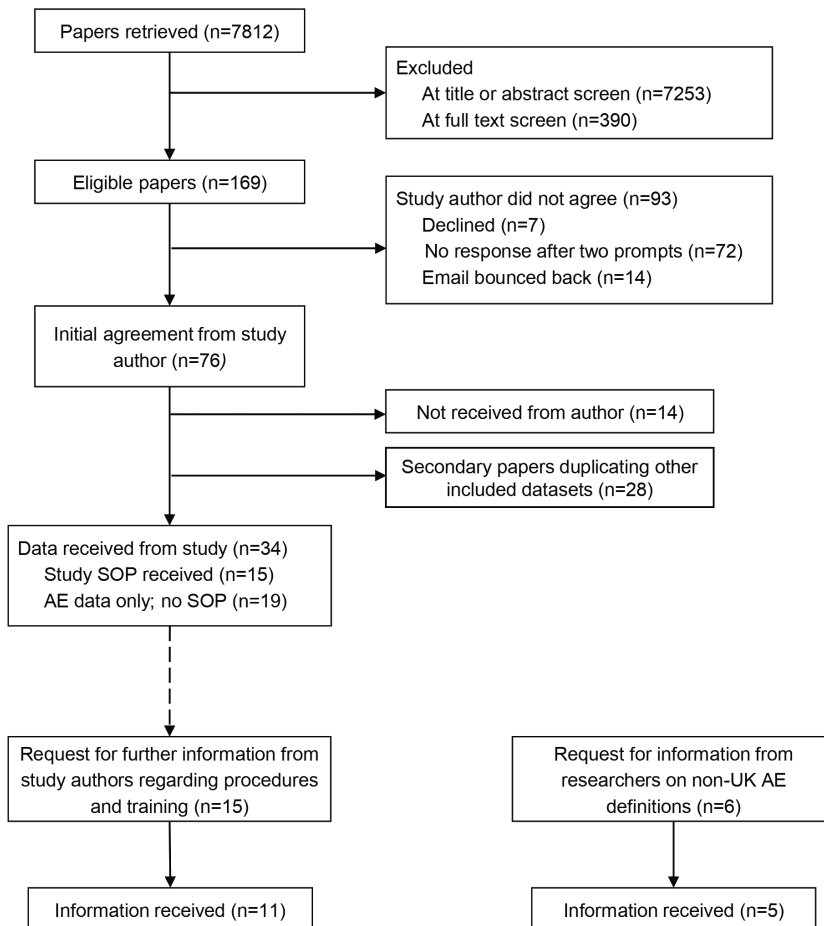 Papers retrieved (n=7812)
Excluded
At title or abstract screen (n=7253)
At full text screen (n=390)
Eligible papers (n=169)
Study author did not agree (n=93)
Declined (n=7)
No response after two prompts (n=72)
Email bounced back (n=14)
Initial agreement from study
author (n=76)
Not received from author (n=14)
Secondary papers duplicating other
included datasets (n=28)
Data received from study (n=34)
Study SOP received (n=15)
AE data only; no SOP (n=19)
Request for further information from
study authors regarding procedures
and training (n=15)
Request for information from
researchers on non-UK AE
definitions (n=6)
Information received (n=11)
Information received (n=5)